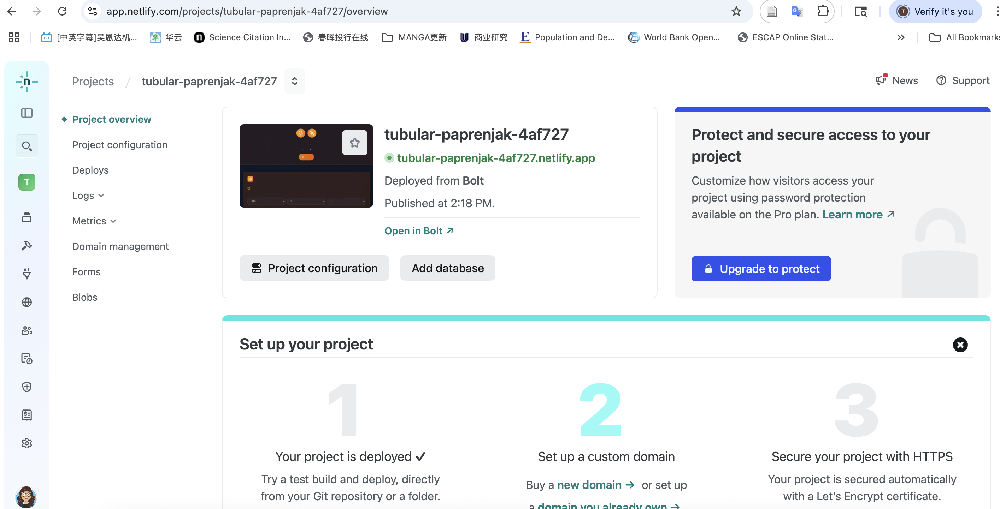 app.netlify.com/projects/tubular-paprenjak-4af727/overview
T
Verify it's you
[中英字幕]吴恩达机...
华云
Science Citation In...
春晖投行在线
MANGA更新
商业研究
Population and De...
World Bank Open...
ESCAP Online Stat...
All Bookmarks
n
Projects / tubular-paprenjak-4af727
News
Support
Project overview
Project configuration
Deploys
T
Logs
Metrics
Domain management
Forms
Blobs
1990
1
1
tubular-paprenjak-4af727
tubular-paprenjak-4af727.netlify.app
Deployed from Bolt
Published at 2:18 PM.
Open in Bolt ↗
Project configuration
Add database
Protect and secure access to your
project
Customize how visitors access your
project using password protection
available on the Pro plan. Learn more ↗
Upgrade to protect
Set up your project
1
Your project is deployed ✓
Try a test build and deploy, directly
from your Git repository or a folder.
2
Set up a custom domain
Buy a new domain → or set up
a domain you already own →
3
Secure your project with HTTPS
Your project is secured automatically
with a Let's Encrypt certificate.